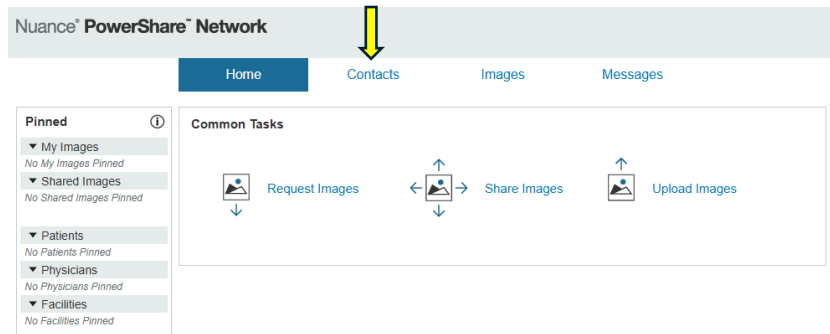 Nuance® PowerShare™ Network
Home Contacts Images Messages
Pinned
My Images
No My Images Pinned
Shared Images
No Shared Images Pinned
Patients
No Patients Pinned
Physicians
No Physicians Pinned
Facilities
No Facilities Pinned
Common Tasks
Request Images Share Images Upload Images